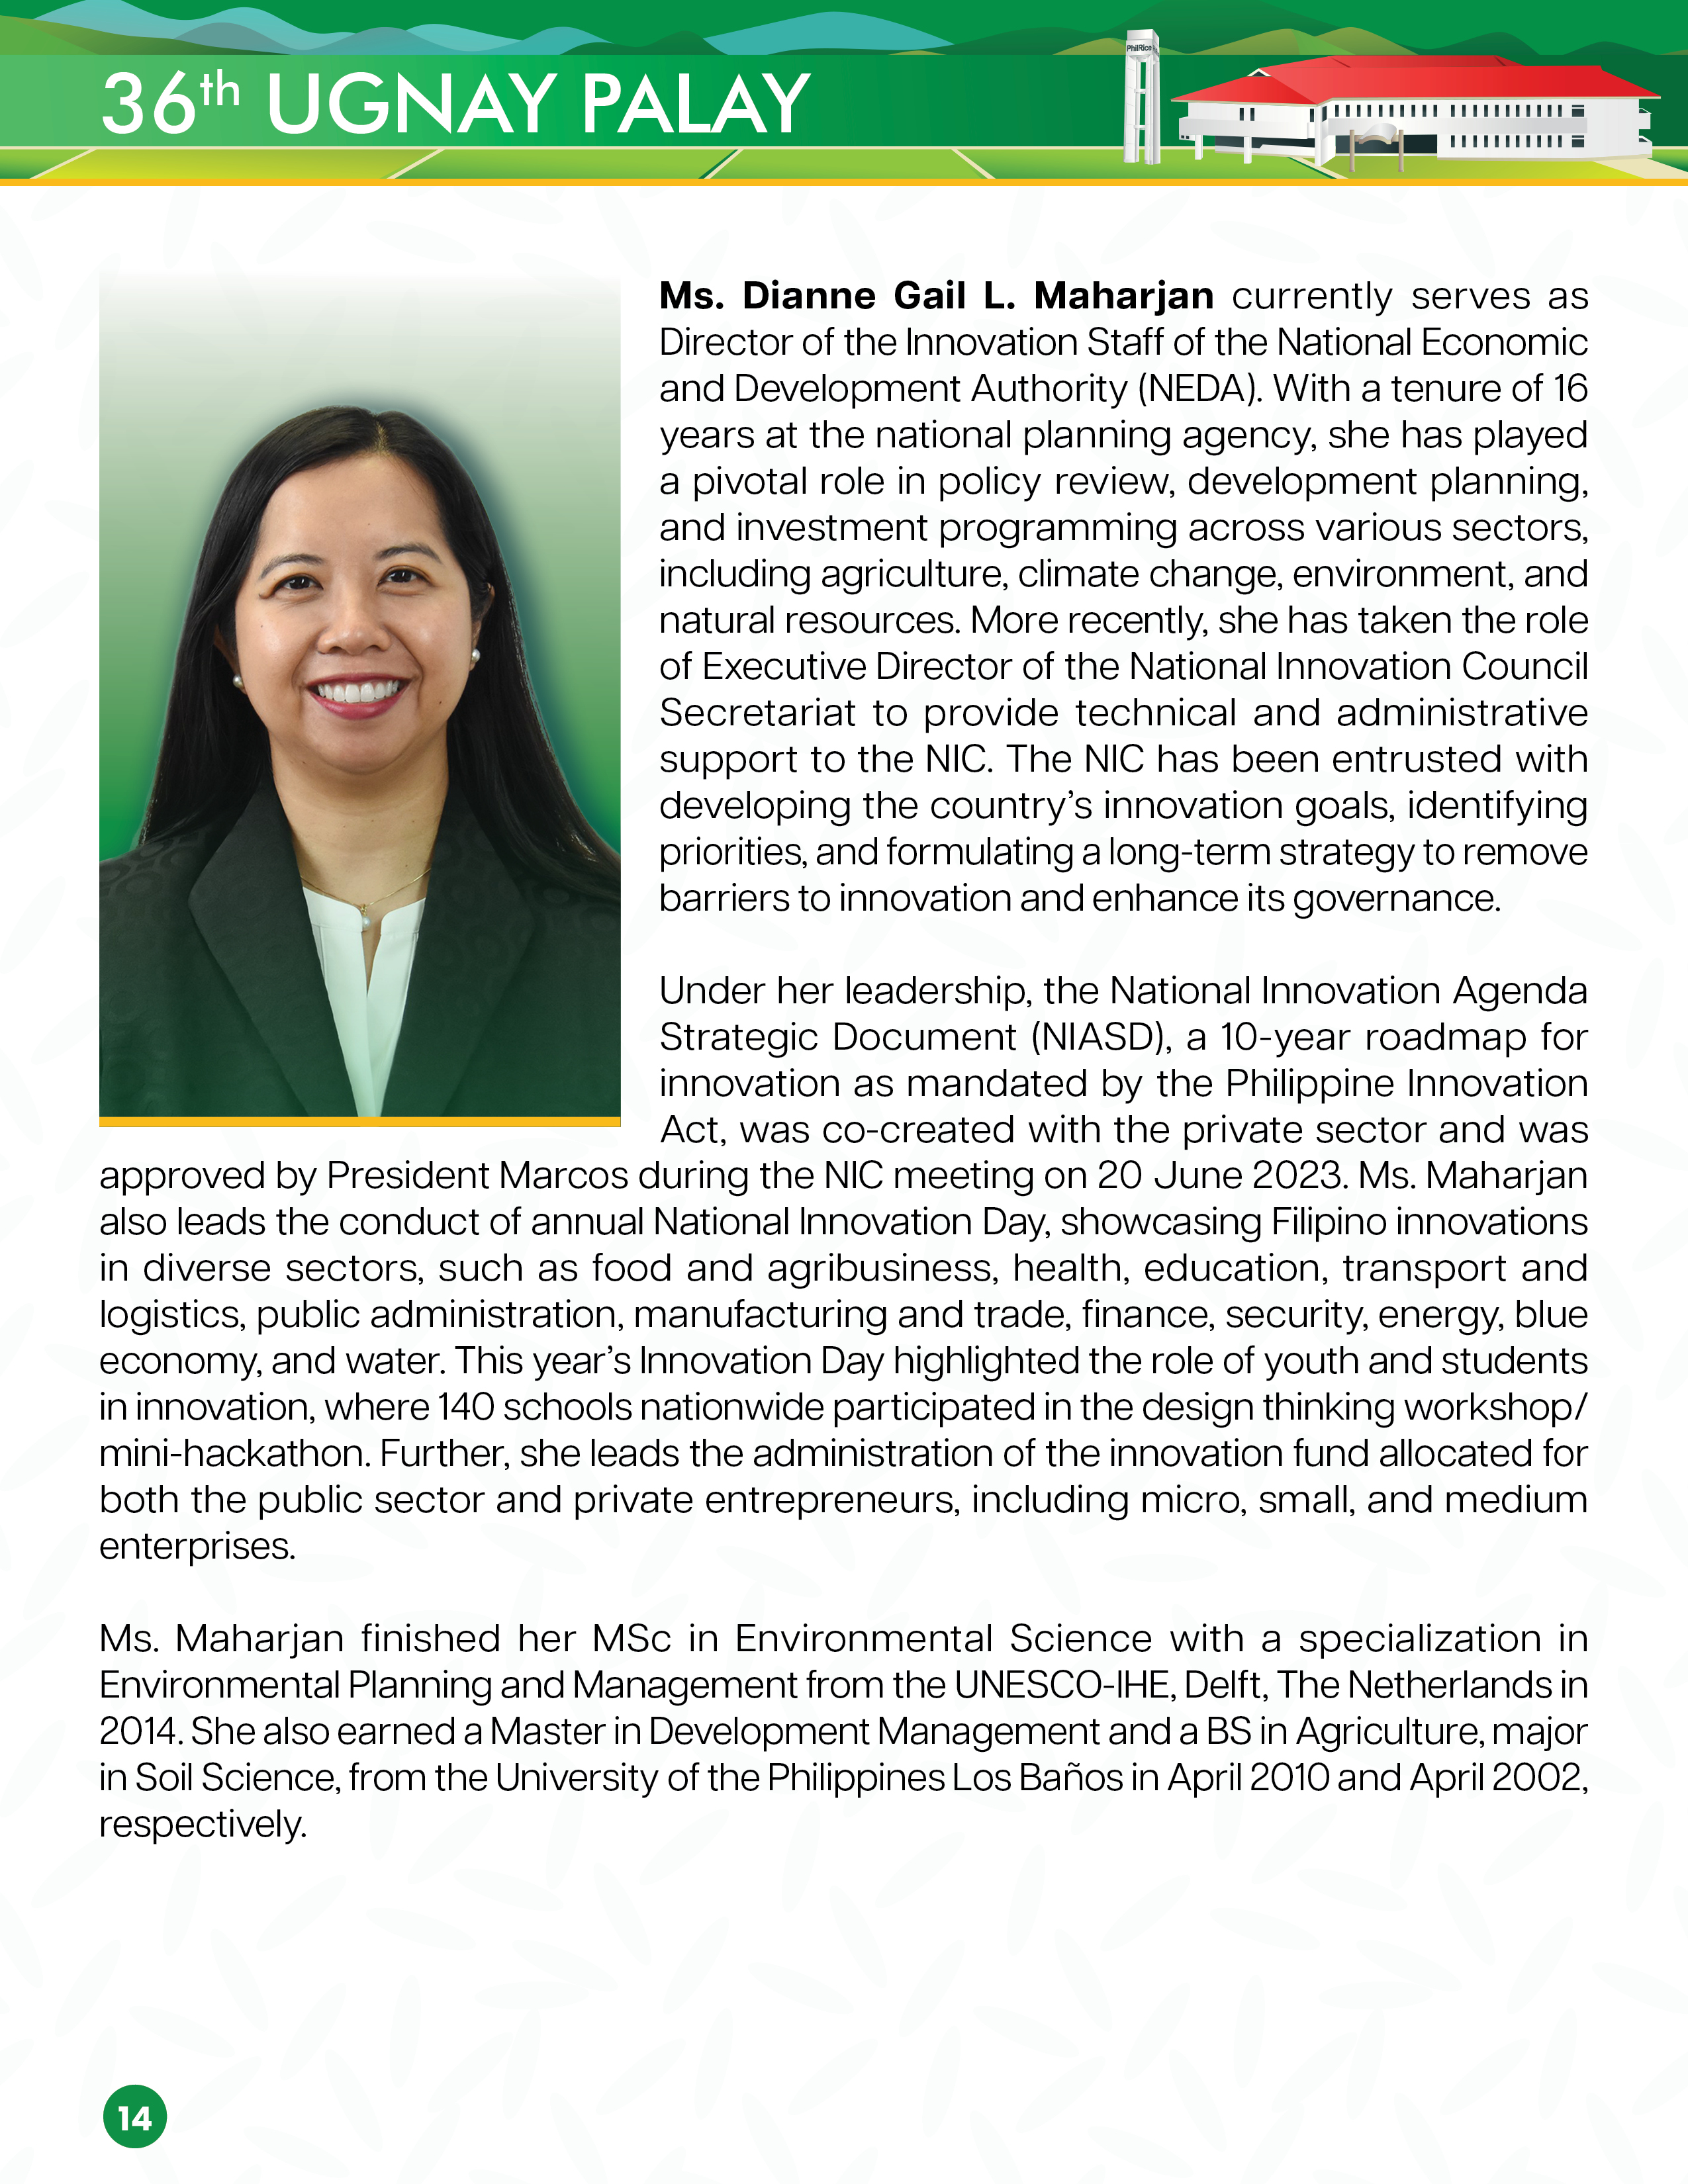 36th UGNAY PALAY
PhilRice
Ms. Dianne Gail L. Maharjan currently serves as
Director of the Innovation Staff of the National Economic
and Development Authority (NEDA). With a tenure of 16
years at the national planning agency, she has played
a pivotal role in policy review, development planning,
and investment programming across various sectors,
including agriculture, climate change, environment, and
natural resources. More recently, she has taken the role
of Executive Director of the National Innovation Council
Secretariat to provide technical and administrative
support to the NIC. The NIC has been entrusted with
developing the country’s innovation goals, identifying
priorities, and formulating a long-term strategy to remove
barriers to innovation and enhance its governance.
Under her leadership, the National Innovation Agenda
Strategic Document (NIASD), a 10-year roadmap for
innovation as mandated by the Philippine Innovation
Act, was co-created with the private sector and was
approved by President Marcos during the NIC meeting on 20 June 2023. Ms. Maharjan
also leads the conduct of annual National Innovation Day, showcasing Filipino innovations
in diverse sectors, such as food and agribusiness, health, education, transport and
logistics, public administration, manufacturing and trade, finance, security, energy, blue
economy, and water. This year’s Innovation Day highlighted the role of youth and students
in innovation, where 140 schools nationwide participated in the design thinking workshop/
mini-hackathon. Further, she leads the administration of the innovation fund allocated for
both the public sector and private entrepreneurs, including micro, small, and medium
enterprises.
Ms. Maharjan finished her MSc in Environmental Science with a specialization in
Environmental Planning and Management from the UNESCO-IHE, Delft, The Netherlands in
2014. She also earned a Master in Development Management and a BS in Agriculture, major
in Soil Science, from the University of the Philippines Los Baños in April 2010 and April 2002,
respectively.
14